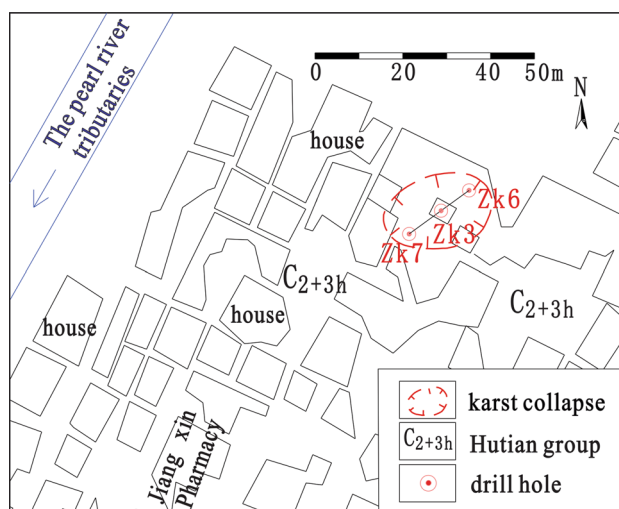 The pearl river
tributaries
0 20 40 50m
N
house
Zk6
Zk3
Zk7
C2+3h
C2+3h
house
house
Jiang xin
Pharmacy
karst collapse
C2+3h Hutian group
drill hole